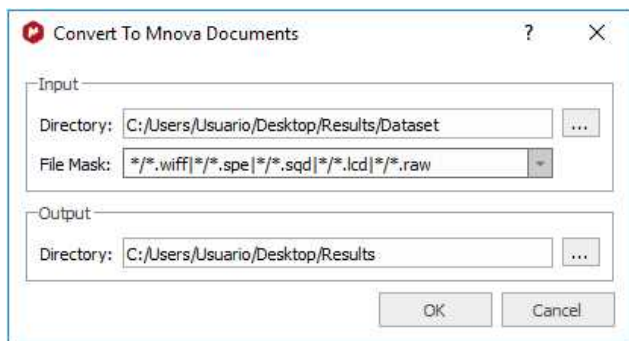 Convert To Mnova Documents ? X
Input
Directory: C:/Users/Usuario/Desktop/Results/Dataset ...
File Mask: */*.wiff|*/*.spe|*/*.sqd|*/*.lcd|*/*.raw
Output
Directory: C:/Users/Usuario/Desktop/Results ...
OK Cancel